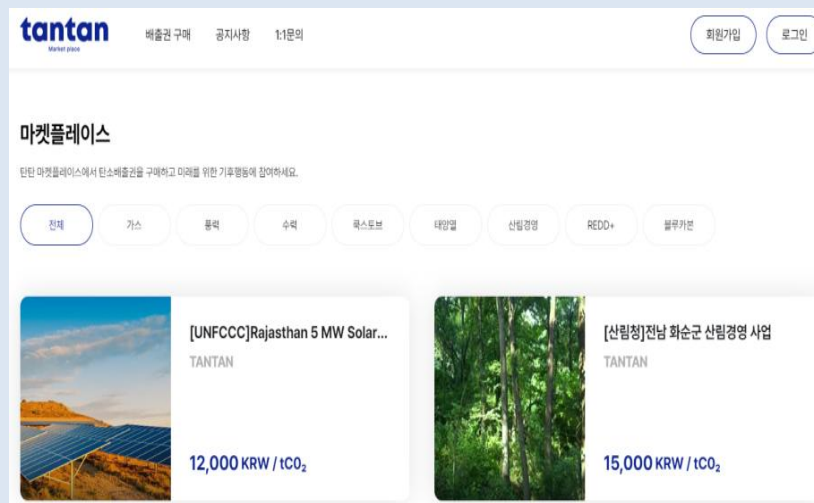 tantan
Market place
배출권 구매 공지사항 1:1문의
회원가입 로그인
마켓플레이스
탄탄 마켓플레이스에서 탄소배출권을 구매하고 미래를 위한 기후행동에 참여하세요.
전체 가스 풍력 수력 쿡스토브 태양열 산림경영 REDD+ 블루카본
[UNFCCC]Rajasthan 5 MW Solar...
TANTAN
12,000 KRW / tCO₂
[산림청]전남 화순군 산림경영 사업
TANTAN
15,000 KRW / tCO₂